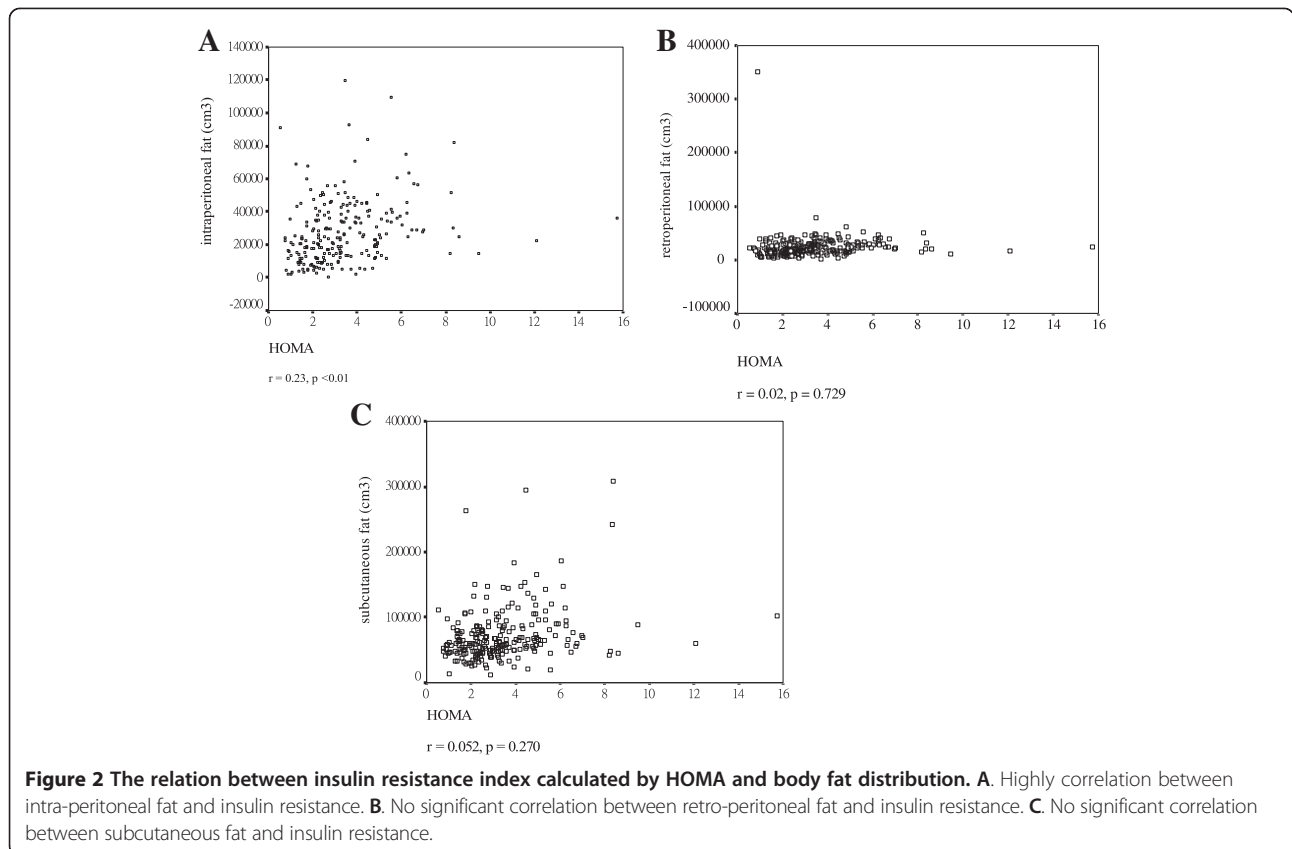 A
140000
120000
100000
80000
60000
40000
20000
0
-20000
intraperitoneal fat (cm3)
0 2 4 6 8 10 12 14 16
HOMA
r = 0.23, p <0.01
B
400000
300000
200000
100000
0
-100000
retroperitoneal fat (cm3)
0 2 4 6 8 10 12 14 16
HOMA
r = 0.02, p = 0.729
C
400000
300000
200000
100000
0
subcutaneous fat (cm3)
0 2 4 6 8 10 12 14 16
HOMA
r = 0.052, p = 0.270
Figure 2 The relation between insulin resistance index calculated by HOMA and body fat distribution. A. Highly correlation between
intra-peritoneal fat and insulin resistance. B. No significant correlation between retro-peritoneal fat and insulin resistance. C. No significant correlation
between subcutaneous fat and insulin resistance.